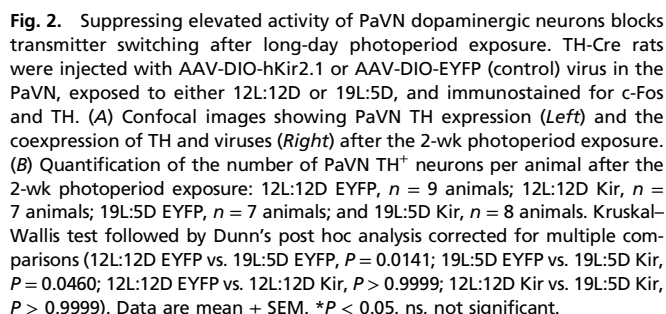 Fig. 2. Suppressing elevated activity of PaVN dopaminergic neurons blocks
transmitter switching after long-day photoperiod exposure. TH-Cre rats
were injected with AAV-DIO-hKir2.1 or AAV-DIO-EYFP (control) virus in the
PaVN, exposed to either 12L:12D or 19L:5D, and immunostained for c-Fos
and TH. (A) Confocal images showing PaVN TH expression (Left) and the
coexpression of TH and viruses (Right) after the 2-wk photoperiod exposure.
(B) Quantification of the number of PaVN TH⁺ neurons per animal after the
2-wk photoperiod exposure: 12L:12D EYFP, n = 9 animals; 12L:12D Kir, n =
7 animals; 19L:5D EYFP, n = 7 animals; and 19L:5D Kir, n = 8 animals. Kruskal–
Wallis test followed by Dunn's post hoc analysis corrected for multiple com-
parisons (12L:12D EYFP vs. 19L:5D EYFP, P = 0.0141; 19L:5D EYFP vs. 19L:5D Kir,
P = 0.0460; 12L:12D EYFP vs. 12L:12D Kir, P > 0.9999; 12L:12D Kir vs. 19L:5D Kir,
P > 0.9999). Data are mean + SEM. *P < 0.05. ns, not significant.